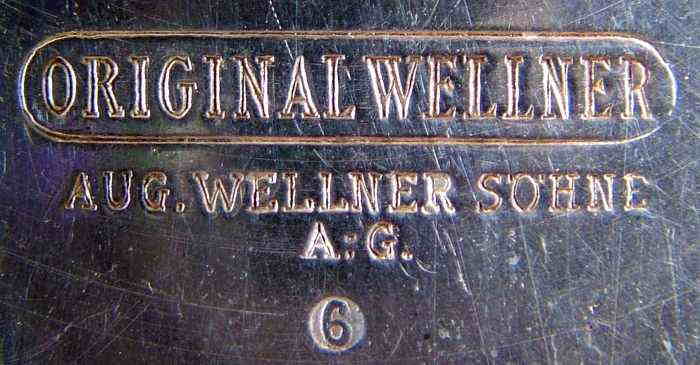 ORIGINAL WELLNER
AUG. WELLNER SÖHNE
A.G.
6